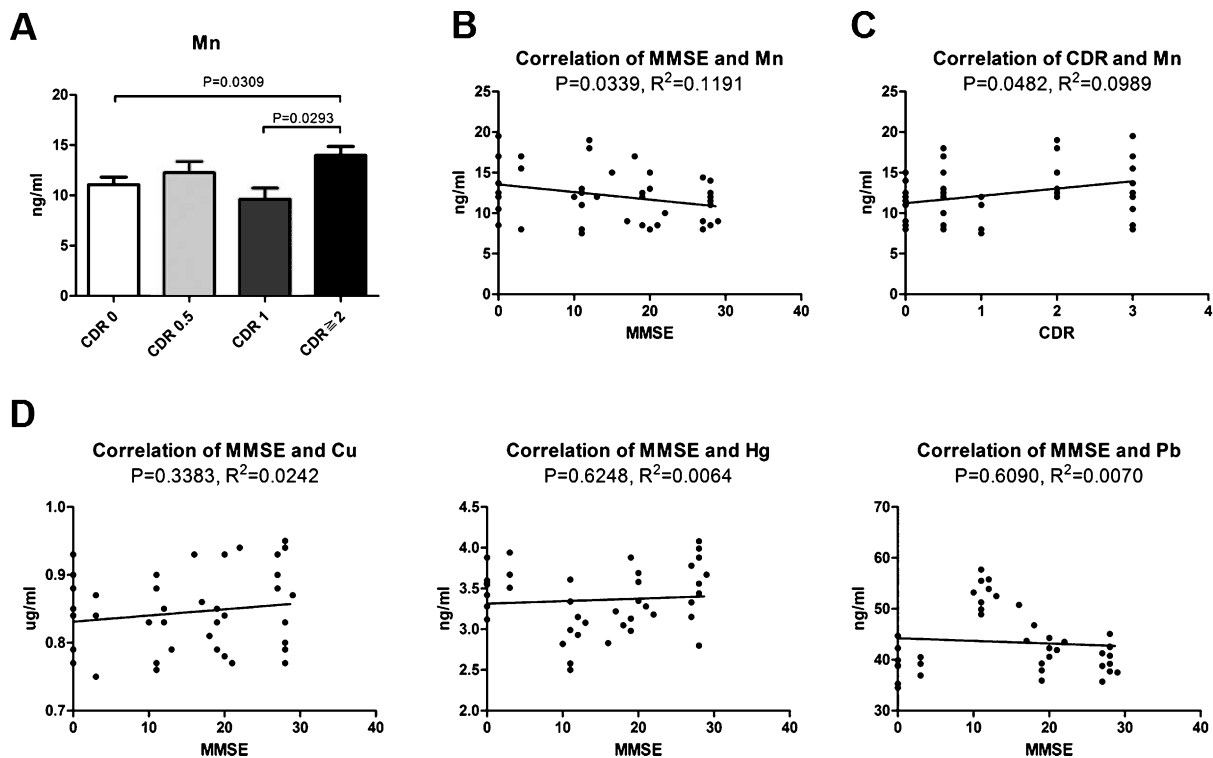 A
Mn
P=0.0309
P=0.0293
20
15
10
5
0
ng/ml
CDR 0
CDR 0.5
CDR 1
CDR ≧ 2
B
Correlation of MMSE and Mn
P=0.0339, R²=0.1191
25
20
15
10
5
0
ng/ml
0 10 20 30 40
MMSE
C
Correlation of CDR and Mn
P=0.0482, R²=0.0989
25
20
15
10
5
0
ng/ml
0 1 2 3 4
CDR
D
Correlation of MMSE and Cu
P=0.3383, R²=0.0242
1.0
0.9
0.8
0.7
ug/ml
0 10 20 30 40
MMSE
Correlation of MMSE and Hg
P=0.6248, R²=0.0064
4.5
4.0
3.5
3.0
2.5
2.0
ng/ml
0 10 20 30 40
MMSE
Correlation of MMSE and Pb
P=0.6090, R²=0.0070
70
60
50
40
30
ng/ml
0 10 20 30 40
MMSE